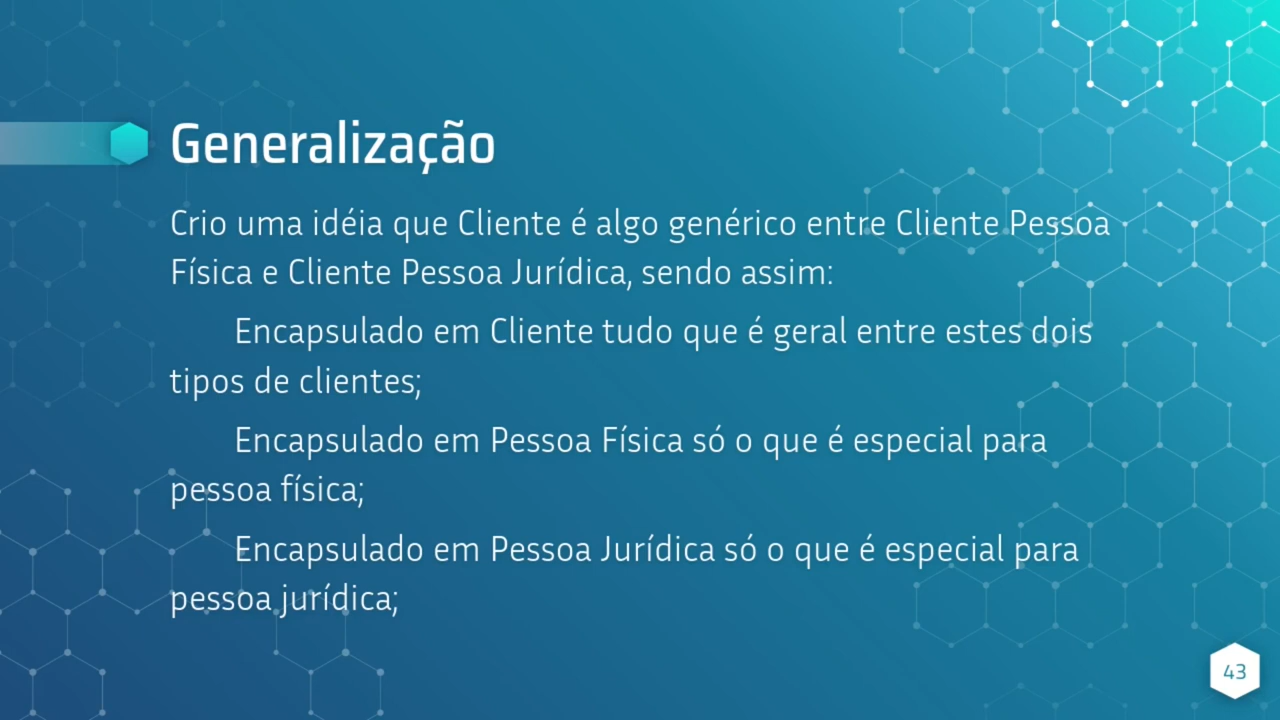 Generalização
Crio uma idéia que Cliente é algo genérico entre Cliente Pessoa
Física e Cliente Pessoa Jurídica, sendo assim:
Encapsulado em Cliente tudo que é geral entre estes dois
tipos de clientes;
Encapsulado em Pessoa Física só o que é especial para
pessoa física;
Encapsulado em Pessoa Jurídica só o que é especial para
pessoa jurídica;
43